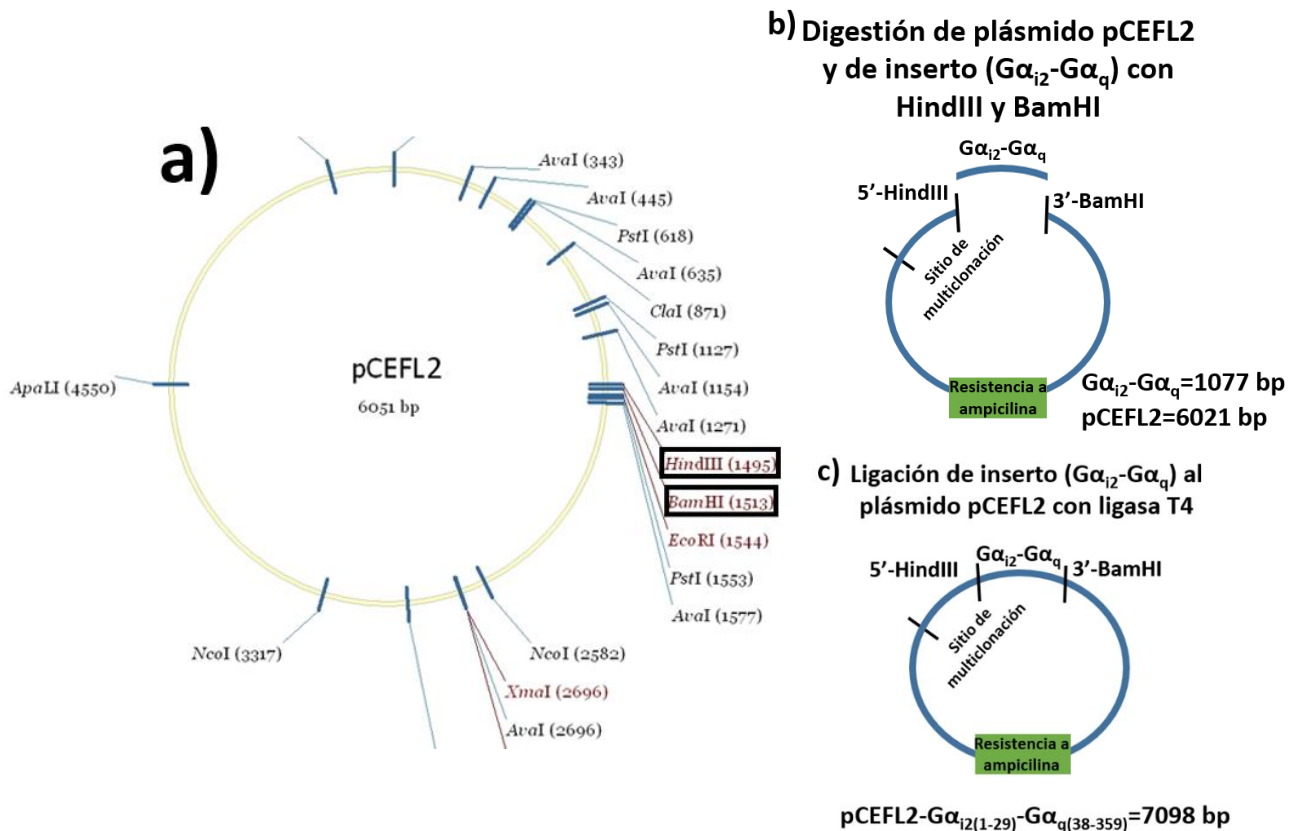 a)
AvaI (343)
AvaI (445)
PstI (618)
AvaI (635)
ClaI (871)
PstI (1127)
AvaI (1154)
AvaI (1271)
HindIII (1495)
BamHI (1513)
EcoRI (1544)
PstI (1553)
AvaI (1577)
pCEFL2
6051 bp
ApaLI (4550)
NcoI (3317)
NcoI (2582)
XmaI (2696)
AvaI (2696)
b) Digestión de plásmido pCEFL2
y de inserto (Gαi2-Gαq) con
HindIII y BamHI
Gαi2-Gαq
5’-HindIII
3’-BamHI
Sitio de
multiclonación
Resistencia a
ampicilina
Gαi2-Gαq=1077 bp
pCEFL2=6021 bp
c) Ligación de inserto (Gαi2-Gαq) al
plásmido pCEFL2 con ligasa T4
5’-HindIII
Gαi2-Gαq
3’-BamHI
Sitio de
multiclonación
Resistencia a
ampicilina
pCEFL2-Gαi2(1-29)-Gαq(38-359)=7098 bp